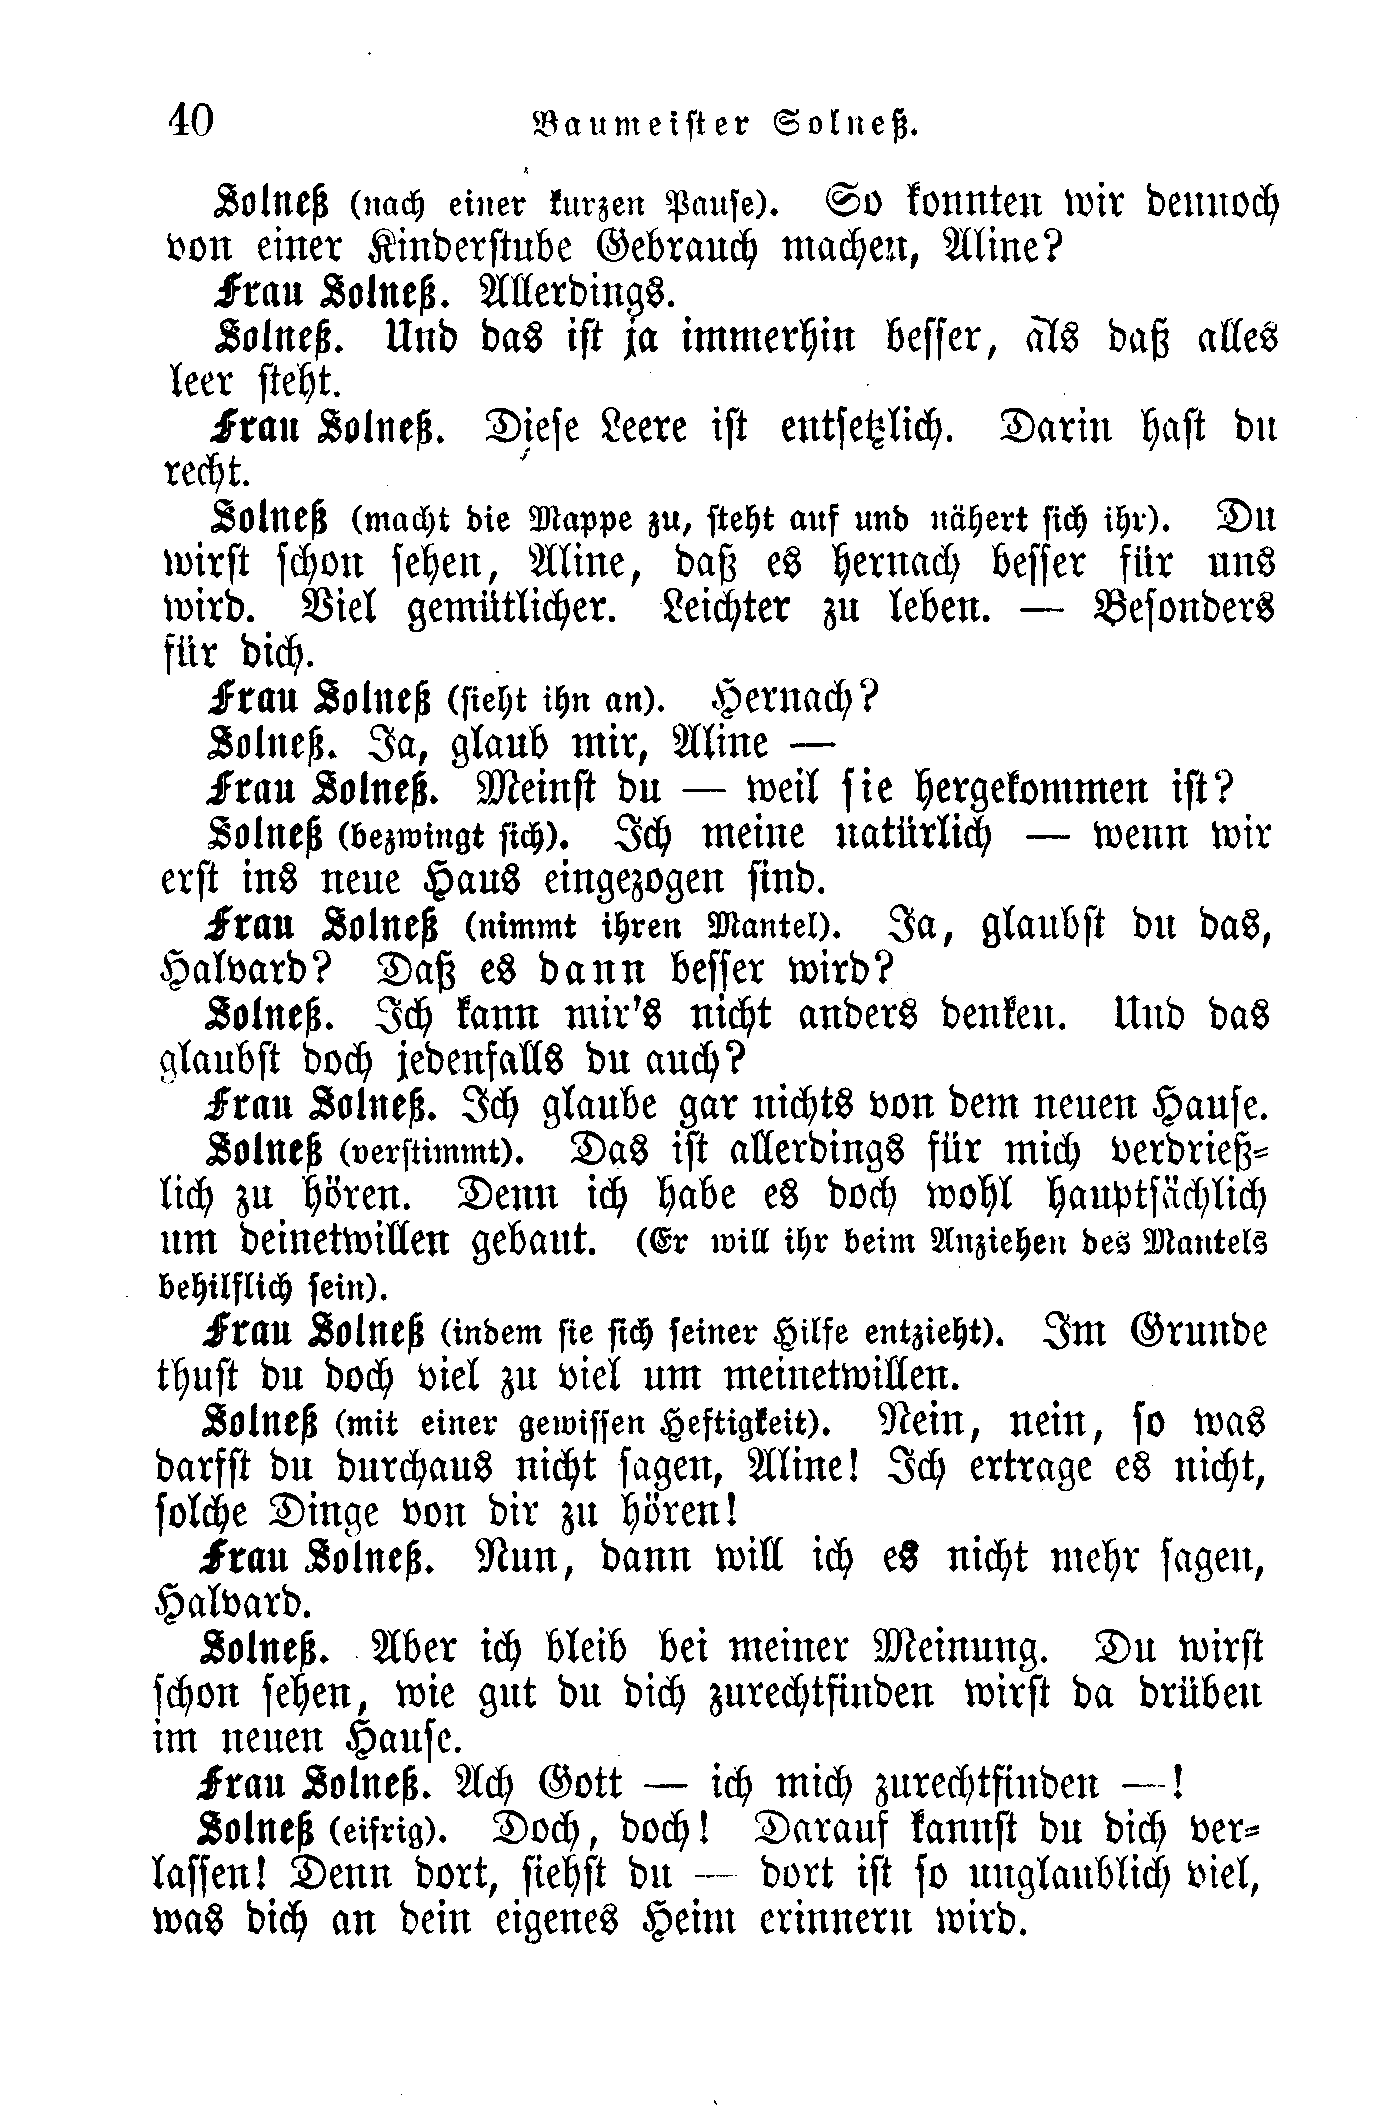 40 Baumeister Solneß.
Solneß (nach einer kurzen Pause). So konnten wir dennoch
von einer Kinderstube Gebrauch machen, Aline?
Frau Solneß. Allerdings.
Solneß. Und das ist ja immerhin besser, als daß alles
leer steht.
Frau Solneß. Diese Leere ist entsetzlich. Darin hast du
recht.
Solneß (macht die Mappe zu, steht auf und nähert sich ihr). Du
wirst schon sehen, Aline, daß es hernach besser für uns
wird. Viel gemütlicher. Leichter zu leben. — Besonders
für dich.
Frau Solneß (sieht ihn an). Hernach?
Solneß. Ja, glaub mir, Aline —
Frau Solneß. Meinst du — weil sie hergekommen ist?
Solneß (bezwingt sich). Ich meine natürlich — wenn wir
erst ins neue Haus eingezogen sind.
Frau Solneß (nimmt ihren Mantel). Ja, glaubst du das,
Halvard? Daß es dann besser wird?
Solneß. Ich kann mir's nicht anders denken. Und das
glaubst doch jedenfalls du auch?
Frau Solneß. Ich glaube gar nichts von dem neuen Hause.
Solneß (verstimmt). Das ist allerdings für mich verdrieß-
lich zu hören. Denn ich habe es doch wohl hauptsächlich
um deinetwillen gebaut. (Er will ihr beim Anziehen des Mantels
behilflich sein).
Frau Solneß (indem sie sich seiner Hilfe entzieht). Im Grunde
thust du doch viel zu viel um meinetwillen.
Solneß (mit einer gewissen Heftigkeit). Nein, nein, so was
darfst du durchaus nicht sagen, Aline! Ich ertrage es nicht,
solche Dinge von dir zu hören!
Frau Solneß. Nun, dann will ich es nicht mehr sagen,
Halvard.
Solneß. Aber ich bleib bei meiner Meinung. Du wirst
schon sehen, wie gut du dich zurechtfinden wirst da drüben
im neuen Hause.
Frau Solneß. Ach Gott — ich mich zurechtfinden —!
Solneß (eifrig). Doch, doch! Darauf kannst du dich ver-
lassen! Denn dort, siehst du — dort ist so unglaublich viel,
was dich an dein eigenes Heim erinnern wird.